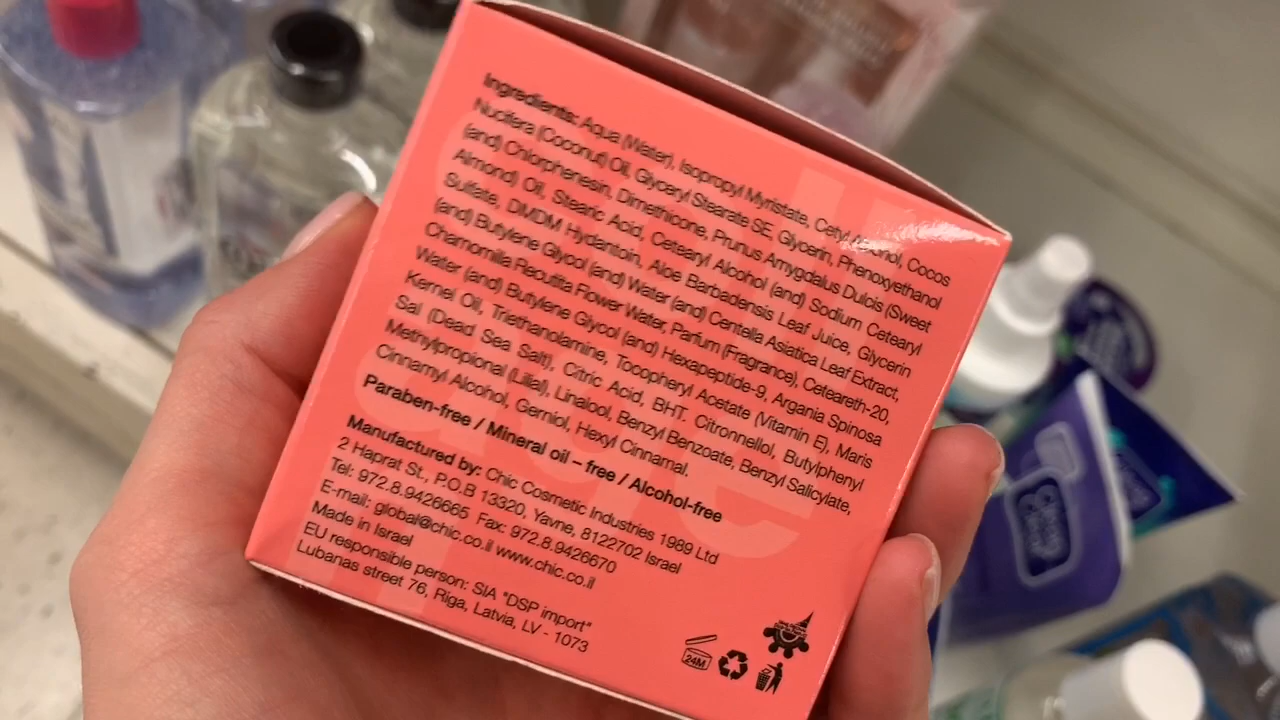 Ingredients: Aqua (Water), Isopropyl Myristate, Cetyl Alcohol, Cocos
Nucifera (Coconut) Oil, Glyceryl Stearate SE, Glycerin, Phenoxyethanol
(and) Chlorphenesin, Dimethicone, Prunus Amygdalus Dulcis (Sweet
Almond) Oil, Stearic Acid, Cetearyl Alcohol (and) Sodium Cetearyl
Sulfate, DMDM Hydantoin, Aloe Barbadensis Leaf Juice, Glycerin
(and) Butylene Glycol (and) Water (and) Centella Asiatica Leaf Extract,
Chamomilla Recutita Flower Water, Parfum (Fragrance), Ceteareth-20,
Water (and) Butylene Glycol (and) Hexapeptide-9, Argania Spinosa
Kernel Oil, Triethanolamine, Tocopheryl Acetate (Vitamin E), Maris
Sal (Dead Sea Salt), Citric Acid, BHT. Citronnellol, Butylphenyl
Methylpropional (Lilial), Linalool, Benzyl Benzoate, Benzyl Salicylate,
Cinnamyl Alcohol, Gerniol, Hexyl Cinnamal.
Paraben-free / Mineral oil – free / Alcohol-free
Manufactured by: Chic Cosmetic Industries 1989 Ltd
2 Haprat St., P.O.B 13320. Yavne, 8122702 Israel
Tel: 972.8.9426665 Fax: 972.8.9426670
E-mail: global@chic.co.il www.chic.co.il
Made in Israel
EU responsible person: SIA "DSP import"
Lubanas street 76, Riga, Latvia, LV - 1073
24M
Clean & Clear